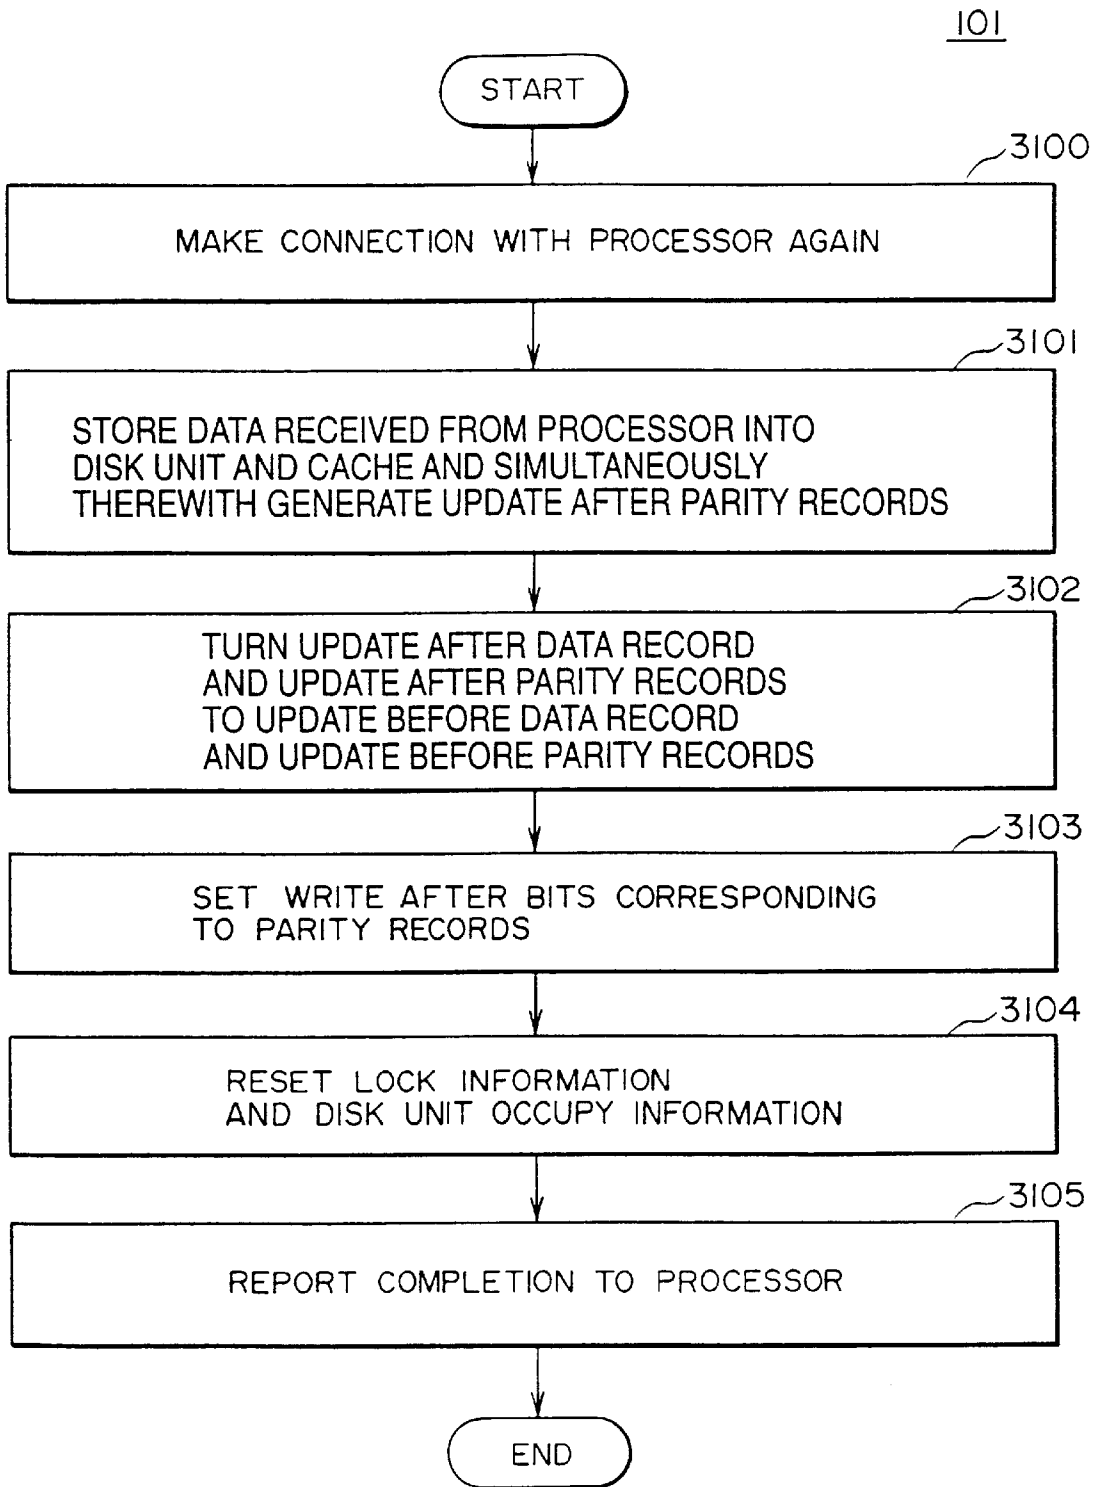 101
START
3100
MAKE CONNECTION WITH PROCESSOR AGAIN
3101
STORE DATA RECEIVED FROM PROCESSOR INTO
DISK UNIT AND CACHE AND SIMULTANEOUSLY
THEREWITH GENERATE UPDATE AFTER PARITY RECORDS
3102
TURN UPDATE AFTER DATA RECORD
AND UPDATE AFTER PARITY RECORDS
TO UPDATE BEFORE DATA RECORD
AND UPDATE BEFORE PARITY RECORDS
3103
SET WRITE AFTER BITS CORRESPONDING
TO PARITY RECORDS
3104
RESET LOCK INFORMATION
AND DISK UNIT OCCUPY INFORMATION
3105
REPORT COMPLETION TO PROCESSOR
END